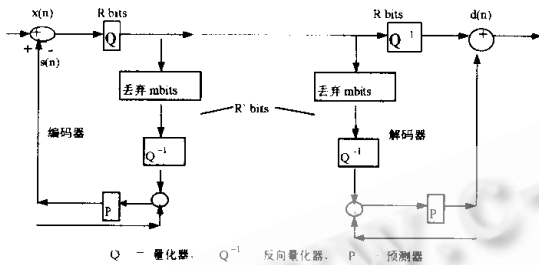 x(n) R bits R bits d(n)
Q Q -1
+ - +
s(n)
丢弃 mbits 丢弃 mbits
R' bits
编码器 解码器
Q -1 Q -1
P P
Q — 量化器, Q -1 反向量化器, P · 预测器